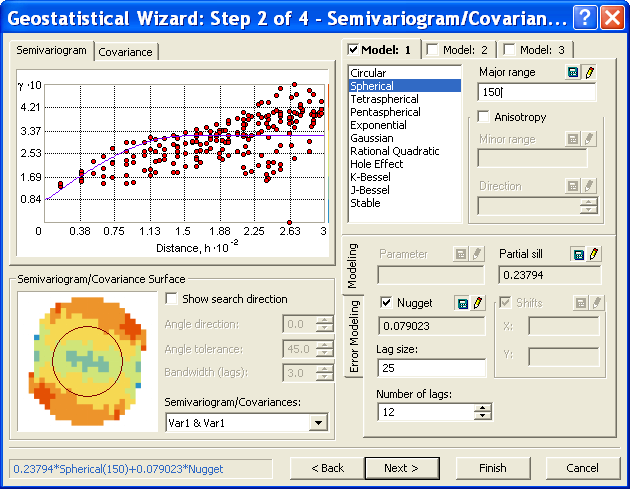 Geostatistical Wizard: Step 2 of 4 - Semivariogram/Covarian...
Semivariogram Covariance
γ ·10
4.21
3.37
2.53
1.69
0.84
0 0.38 0.75 1.13 1.5 1.88 2.25 2.63 3
Distance, h ·10 -2
Semivariogram/Covariance Surface
Show search direction
Angle direction: 0.0
Angle tolerance: 45.0
Bandwidth (lags): 3.0
Semivariogram/Covariances:
Var1 & Var1
Model: 1 Model: 2 Model: 3
Circular
Spherical
Tetraspherical
Pentaspherical
Exponential
Gaussian
Rational Quadratic
Hole Effect
K-Bessel
J-Bessel
Stable
Major range
150
Anisotropy
Minor range
Direction
Modeling
Error Modeling
Parameter
Partial sill
0.23794
Nugget
0.079023
Shifts
X:
Y:
Lag size:
25
Number of lags:
12
0.23794*Spherical(150)+0.079023*Nugget
< Back Next > Finish Cancel